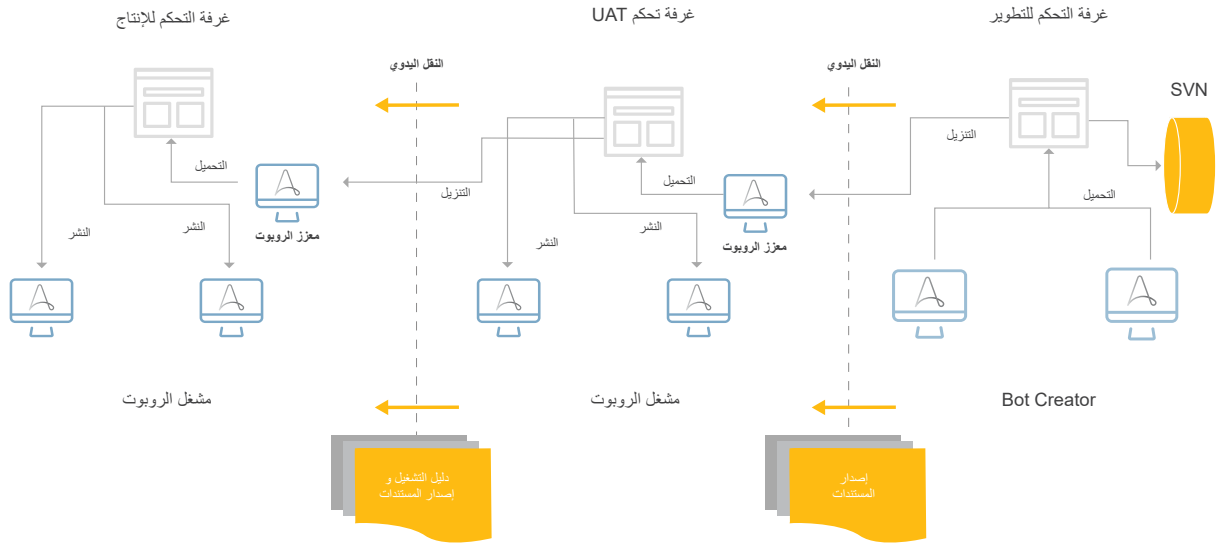 غرفة التحكم للتطوير
غرفة تحكم UAT
غرفة التحكم للإنتاج
النقل اليدوي
النقل اليدوي
SVN
التنزيل
التحميل
التحميل
معزز الروبوت
التنزيل
النشر
النشر
التحميل
معزز الروبوت
النشر
النشر
Bot Creator
مشغل الروبوت
مشغل الروبوت
إصدار
المستندات
دليل التشغيل و
إصدار المستندات